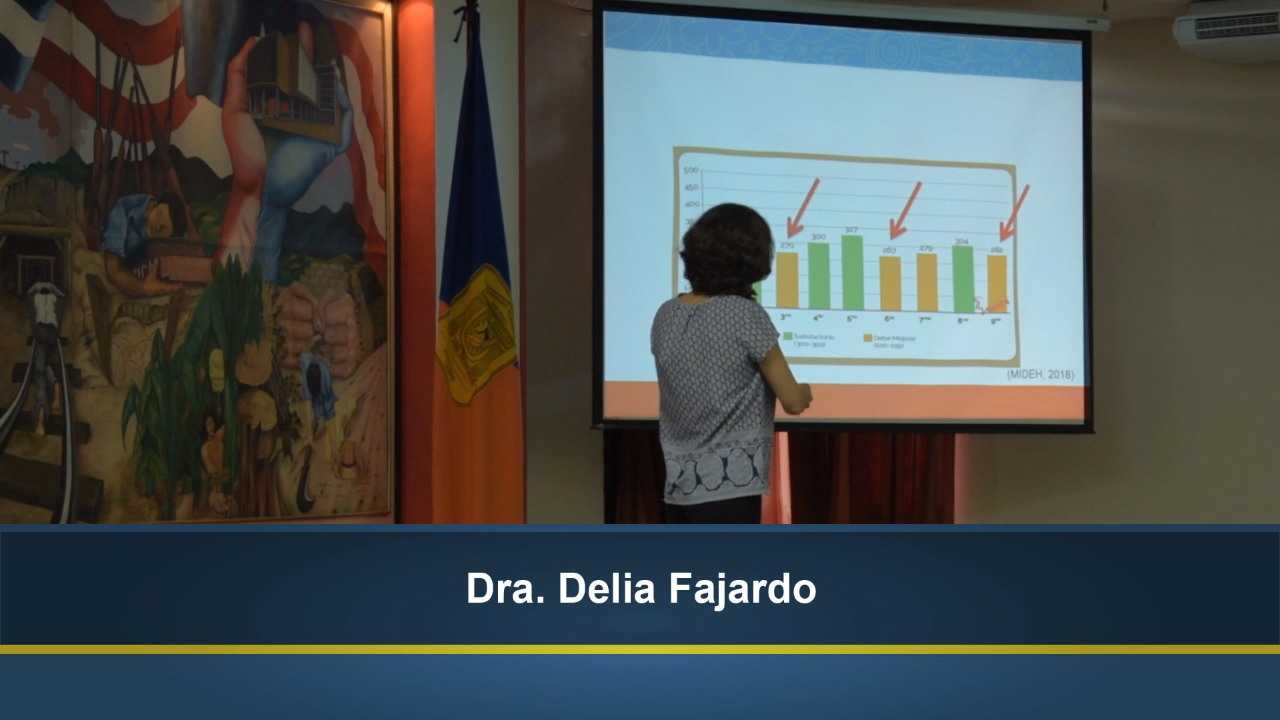 500
450
400
270
300
327
267
279
304
3ro
4to
5to
6to
7mo
8vo
9no
Satisfactorio
Debe Mejorar
(MIDEH, 2018)
Dra. Delia Fajardo